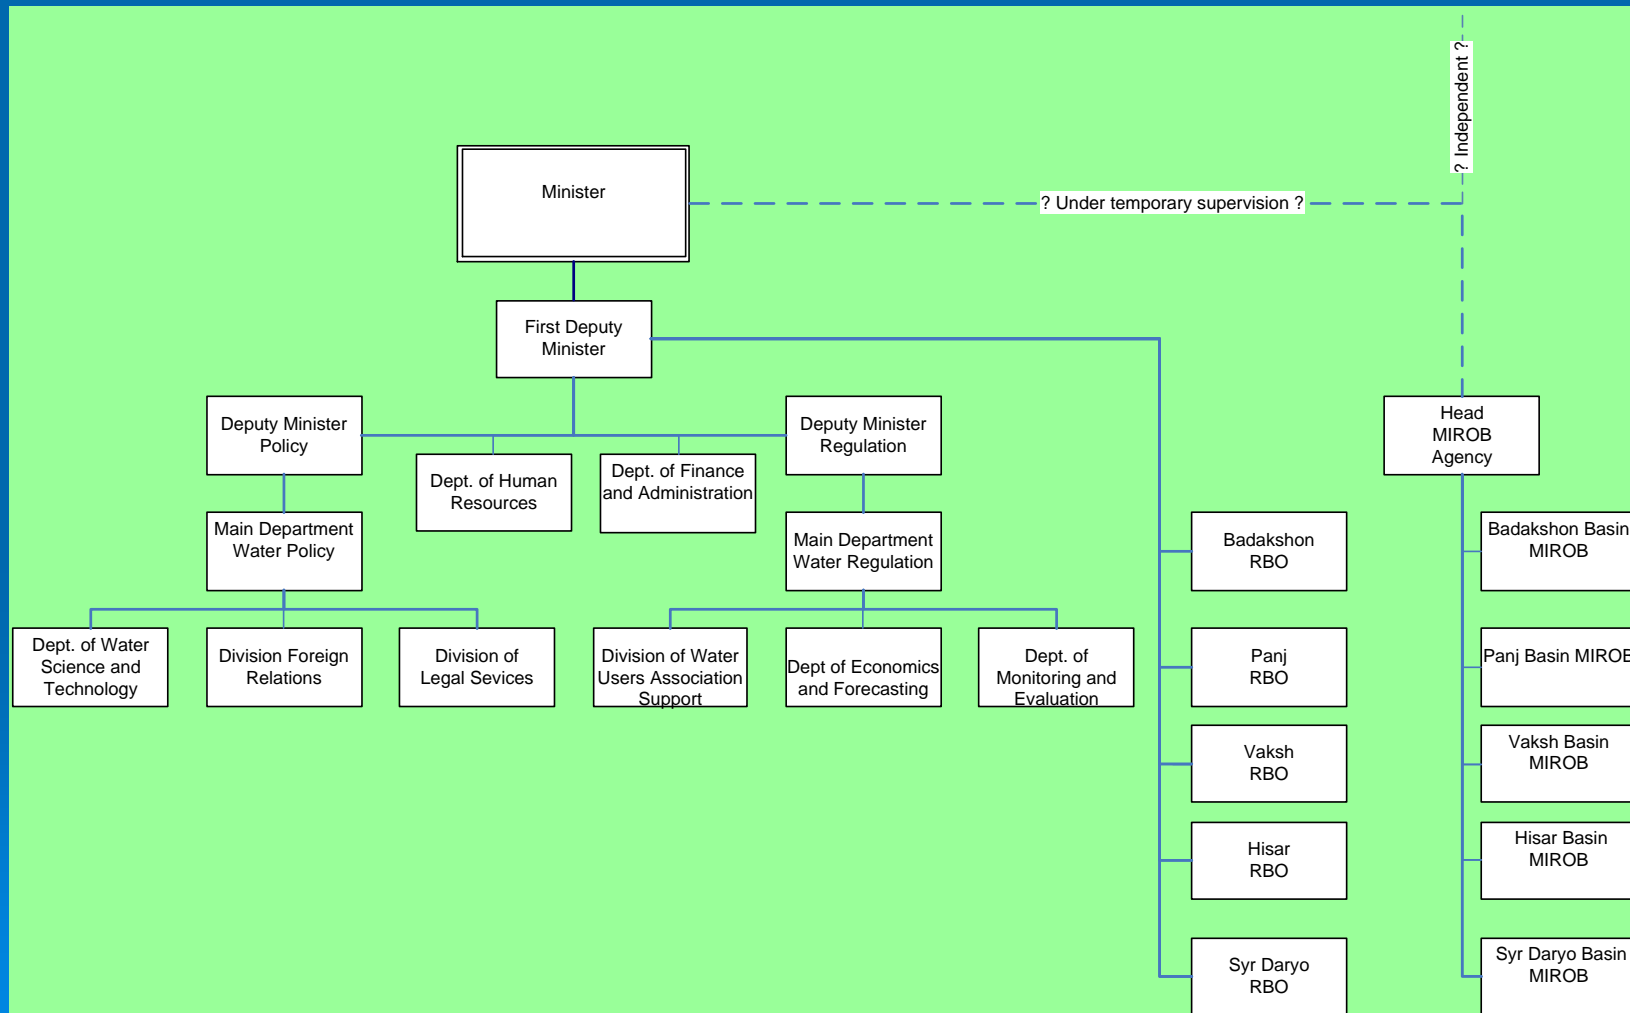 ? Independent ?
Minister
? Under temporary supervision ?
First Deputy
Minister
Deputy Minister
Policy
Dept. of Human
Resources
Dept. of Finance
and Administration
Deputy Minister
Regulation
Head
MIROB
Agency
Main Department
Water Policy
Main Department
Water Regulation
Dept. of Water
Science and
Technology
Division Foreign
Relations
Division of
Legal Sevices
Division of Water
Users Association
Support
Dept of Economics
and Forecasting
Dept. of
Monitoring and
Evaluation
Badakshon
RBO
Panj
RBO
Vaksh
RBO
Hisar
RBO
Syr Daryo
RBO
Badakshon Basin
MIROB
Panj Basin MIROB
Vaksh Basin
MIROB
Hisar Basin
MIROB
Syr Daryo Basin
MIROB